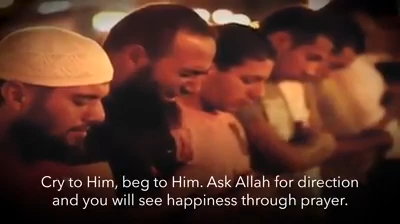 Cry to Him, beg to Him. Ask Allah for direction
and you will see happiness through prayer.